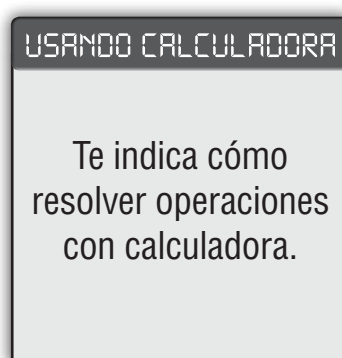 USANDO CALCULADORA
Te indica cómo
resolver operaciones
con calculadora.